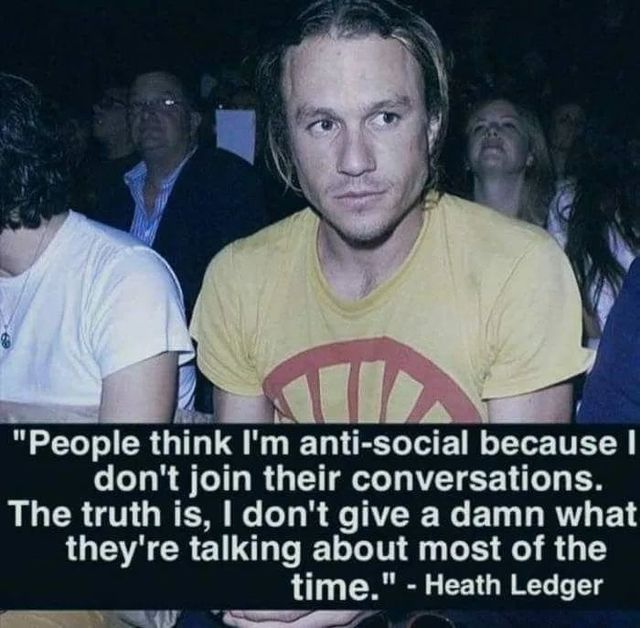 "People think I'm anti-social because I
don't join their conversations.
The truth is, I don't give a damn what
they're talking about most of the
time." - Heath Ledger